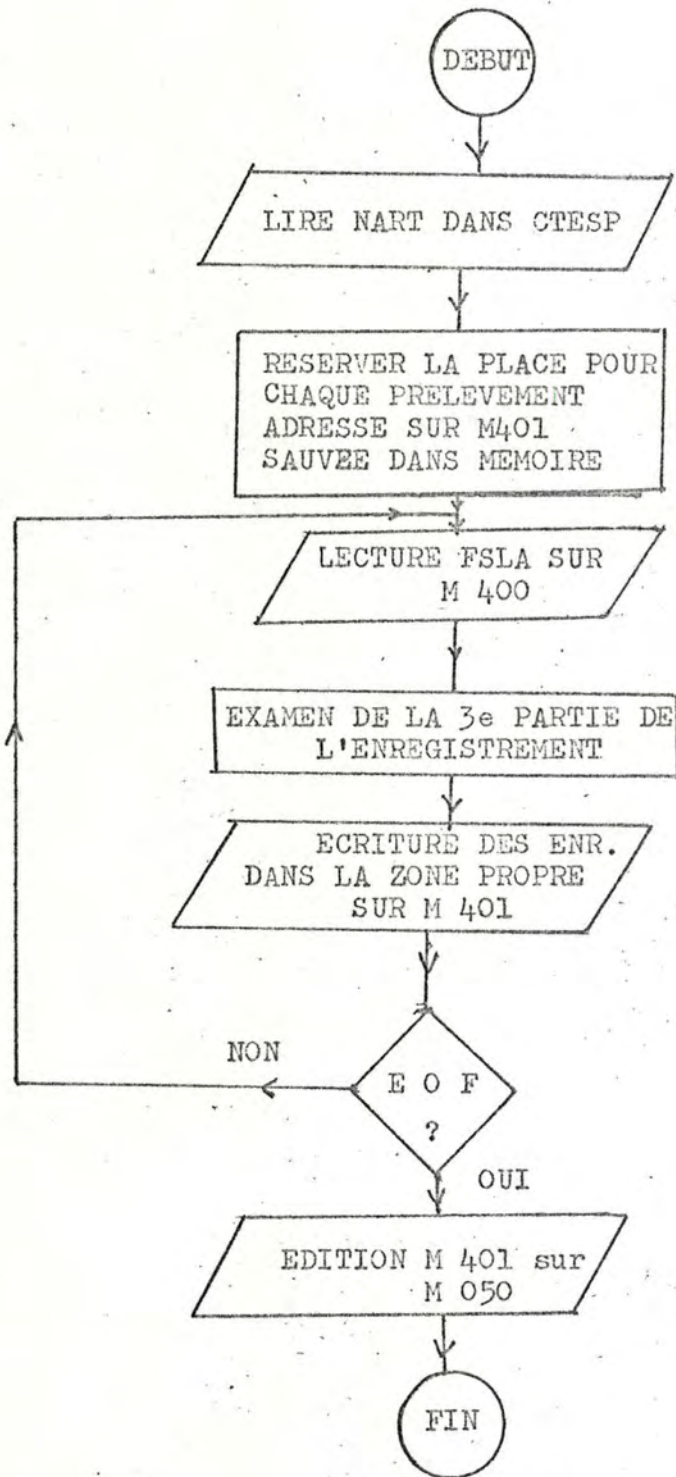 DEBUT
LIRE NART DANS CTESP
RESERVER LA PLACE POUR
CHAQUE PRELEVEMENT
ADRESSE SUR M401
SAUVEE DANS MEMOIRE
LECTURE FSLA SUR
M 400
EXAMEN DE LA 3e PARTIE DE
L'ENREGISTREMENT
ECRITURE DES ENR.
DANS LA ZONE PROPRE
SUR M 401
NON
E O F
?
OUI
EDITION M 401 sur
M 050
FIN